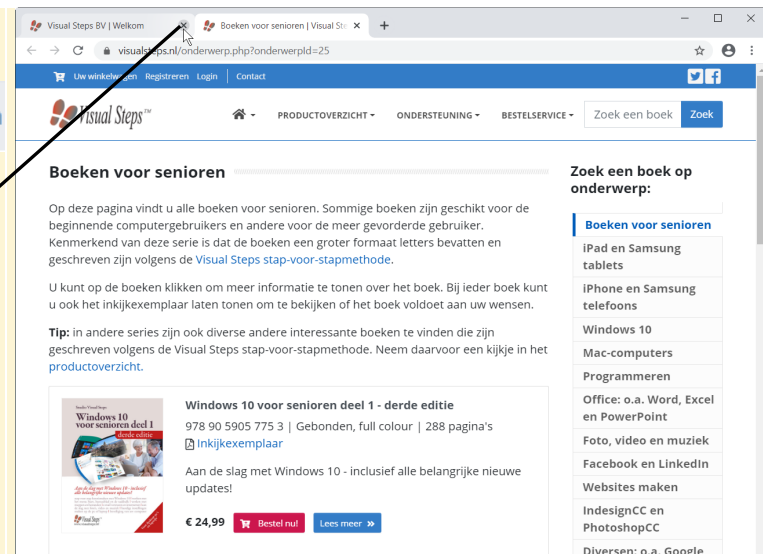 Visual Steps BV | Welkom
Boeken voor senioren | Visual Ste
visualsteps.nl/onderwerp.php?onderwerpId=25
Uw winkelwagen Registreren Login Contact
Visual Steps™
PRODUCTOVERZICHT ONDERSTEUNING BESTELSERVICE Zoek een boek Zoek
Boeken voor senioren
Op deze pagina vindt u alle boeken voor senioren. Sommige boeken zijn geschikt voor de
beginnende computergebruikers en andere voor de meer gevorderde gebruiker.
Kenmerkend van deze serie is dat de boeken een groter formaat letters bevatten en
geschreven zijn volgens de Visual Steps stap-voor-stapmethode.
U kunt op de boeken klikken om meer informatie te tonen over het boek. Bij ieder boek kunt
u ook het inkijkexemplaar laten tonen om te bekijken of het boek voldoet aan uw wensen.
Tip: in andere series zijn ook diverse andere interessante boeken te vinden die zijn
geschreven volgens de Visual Steps stap-voor-stapmethode. Neem daarvoor een kijkje in het
productoverzicht.
Windows 10
voor senioren deel 1
derde editie
Visual Steps
Windows 10 voor senioren deel 1 - derde editie
978 90 5905 775 3 | Gebonden, full colour | 288 pagina's
Inkijkexemplaar
Aan de slag met Windows 10 - inclusief alle belangrijke nieuwe
updates!
€ 24,99 Bestel nu! Lees meer
Zoek een boek op
onderwerp:
Boeken voor senioren
iPad en Samsung
tablets
iPhone en Samsung
telefoons
Windows 10
Mac-computers
Programmeren
Office: o.a. Word, Excel
en PowerPoint
Foto, video en muziek
Facebook en LinkedIn
Websites maken
IndesignCC en
PhotoshopCC
Diversen: o.a. Google